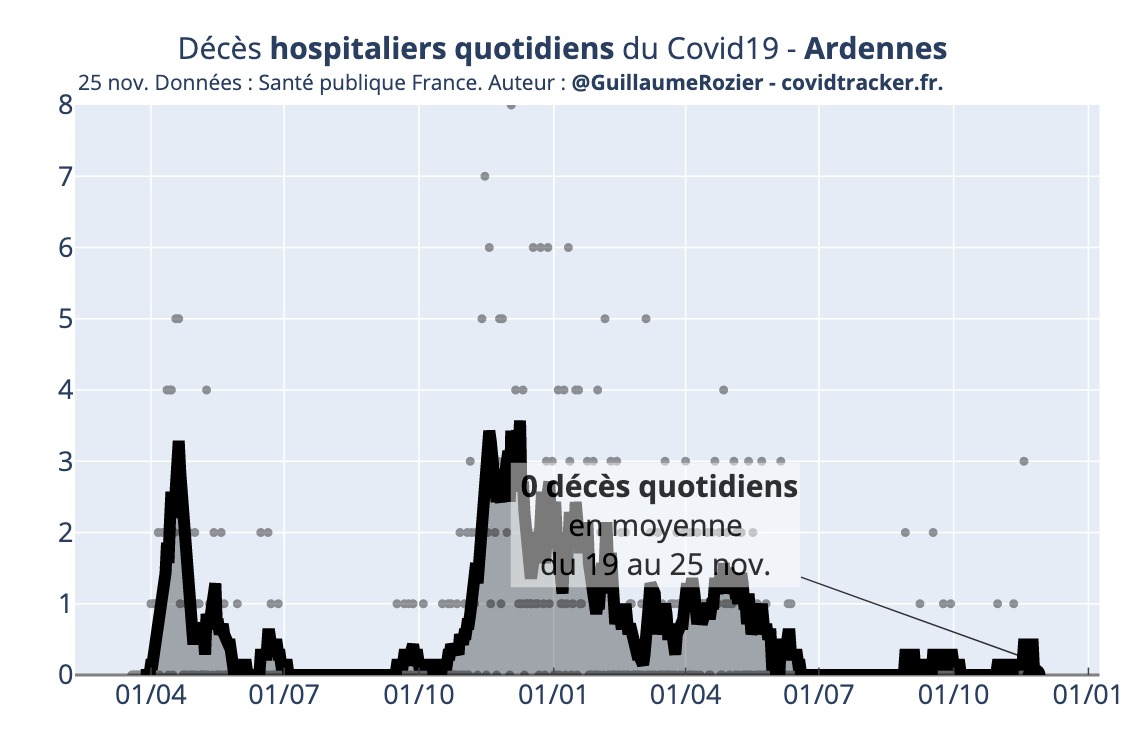 Décès hospitaliers quotidiens du Covid19 - Ardennes
25 nov. Données : Santé publique France. Auteur : @GuillaumeRozier - covidtracker.fr.
8
7
6
5
4
3
2
1
0
0 décès quotidiens
en moyenne
du 19 au 25 nov.
01/04 01/07 01/10 01/01 01/04 01/07 01/10 01/01